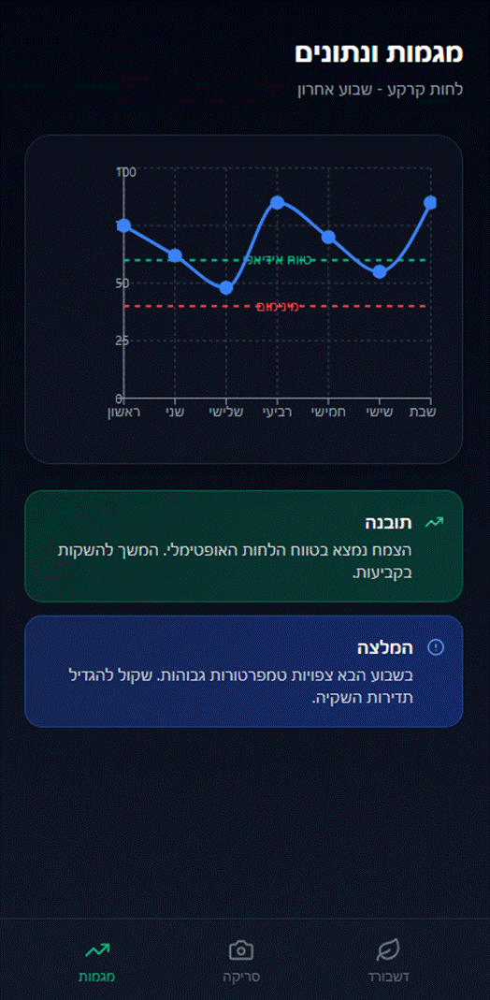 מגמות ונתונים
לחות קרקע - שבוע אחרון
100
טווח אידיאלי
50
מינימום
25
0
ראשון שני שלישי רביעי חמישי שישי שבת
תובנה
הצמח נמצא בטווח הלחות האופטימלי. המשך להשקות
בקביעות.
המלצה
בשבוע הבא צפויות טמפרטורות גבוהות. שקול להגדיל
תדירות השקיה.
דשבורד
סריקה
מגמות